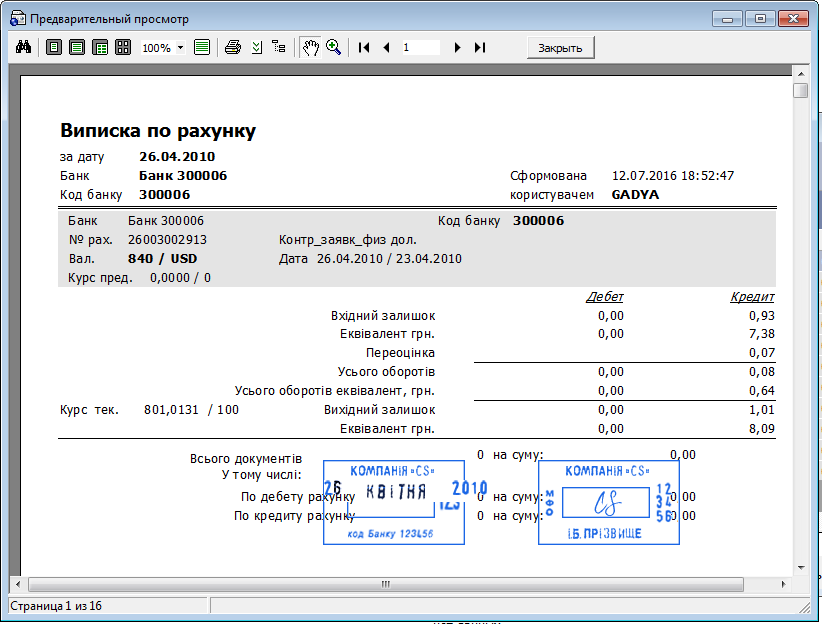 Предварительный просмотр
100% 1 Закрыть
Виписка по рахунку
за дату 26.04.2010
Банк Банк 300006 Сформована 12.07.2016 18:52:47
Код банку 300006 користувачем GADYA
Банк Банк 300006 Код банку 300006
№ рах. 26003002913 Контр_заявк_физ дол.
Вал. 840 / USD Дата 26.04.2010 / 23.04.2010
Курс пред. 0,0000 / 0
Дебет Кредит
Вхідний залишок 0,00 0,93
Еквівалент грн. 0,00 7,38
Переоцінка 0,07
Усього оборотів 0,00 0,08
Усього оборотів еквівалент, грн. 0,00 0,64
Курс тек. 801,0131 / 100 Вихідний залишок 0,00 1,01
Еквівалент грн. 0,00 8,09
Всього документів 0 на суму: 0,00
У тому числі:
По дебету рахунку 0 на суму: 0,00
По кредиту рахунку 0 на суму: 0,00
КОМПАНІЯ «CS»
26 КВІТНЯ 2010
123
код Банку 123456
КОМПАНІЯ «CS»
МФО CS 12
34
56
І.Б. ПРІЗВИЩЕ
Страница 1 из 16